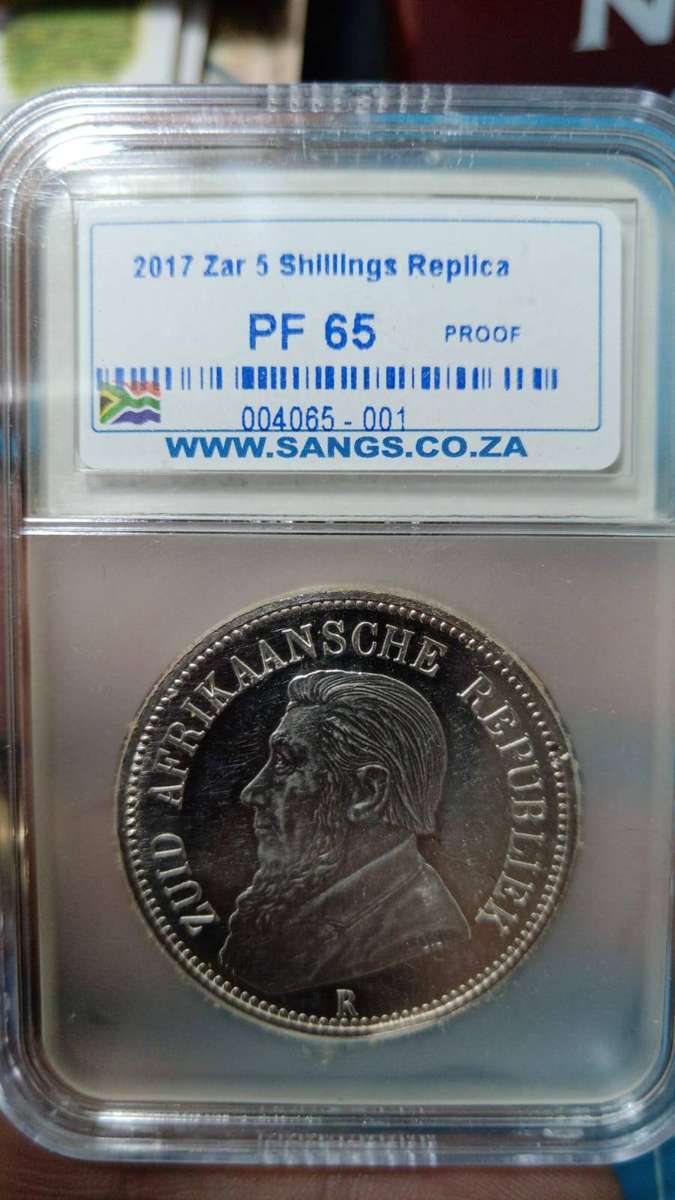 N
2017 Zar 5 Shillings Replica
PF 65 PROOF
004065 - 001
WWW.SANGS.CO.ZA
ZUID AFRIKAANSCHE REPUBLIEK
R